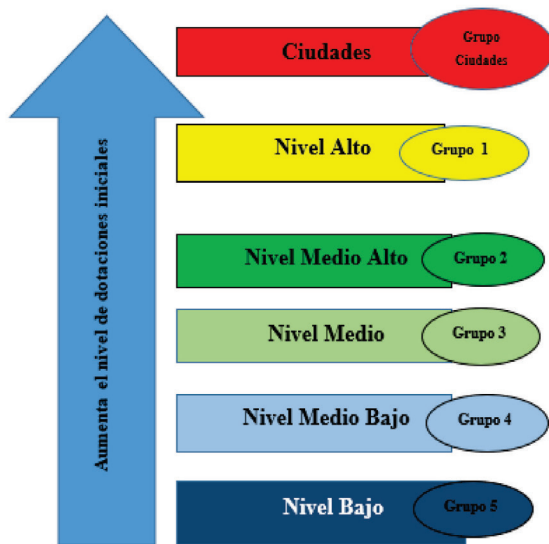 Ciudades
Grupo
Ciudades
Nivel Alto
Grupo 1
Nivel Medio Alto
Grupo 2
Nivel Medio
Grupo 3
Nivel Medio Bajo
Grupo 4
Nivel Bajo
Grupo 5
Aumenta el nivel de dotaciones iniciales